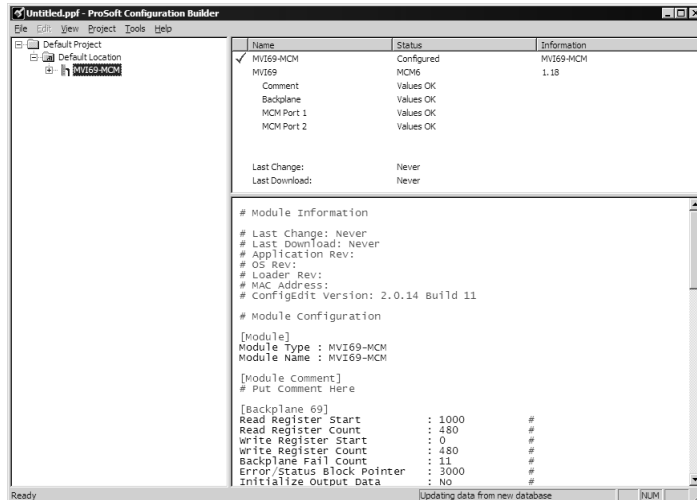 Untitled.ppf - ProSoft Configuration Builder
File Edit View Project Tools Help
Default Project
Default Location
MVI69-MCM
Name Status Information
MVI69-MCM Configured MVI69-MCM
MVI69 MCM6 1.18
Comment Values OK
Backplane Values OK
MCM Port 1 Values OK
MCM Port 2 Values OK
Last Change: Never
Last Download: Never
# Module Information
# Last Change: Never
# Last Download: Never
# Application Rev:
# OS Rev:
# Loader Rev:
# MAC Address:
# ConfigEdit Version: 2.0.14 Build 11
# Module Configuration
[Module]
Module Type : MVI69-MCM
Module Name : MVI69-MCM
[Module Comment]
# Put Comment Here
[Backplane 69]
Read Register Start : 1000 #
Read Register Count : 480 #
Write Register Start : 0 #
Write Register Count : 480 #
Backplane Fail Count : 11 #
Error/Status Block Pointer : 3000 #
Initialize Output Data : No #
Ready Updating data from new database NUM